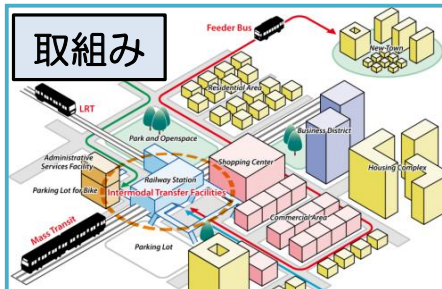 取組み
Feeder Bus
New-Town
LRT
Residential Area
Park and Openspace
Business District
Administrative
Services Facility
Shopping Center
Housing Complex
Railway Station
Parking Lot for Bike
Intermodal Transfer Facilities
Commercial Area
Mass Transit
Parking Lot